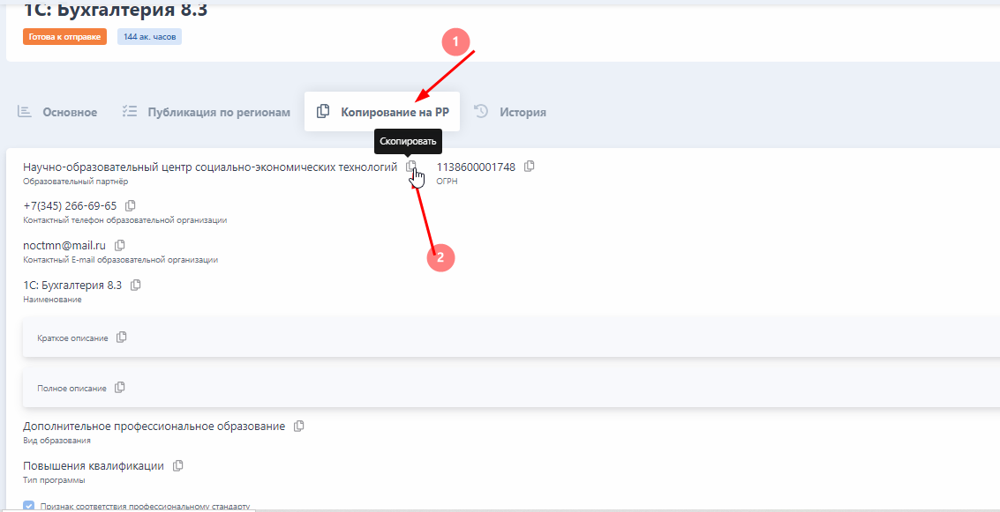 1С: Бухгалтерия 8.3
Готова к отправке 144 ак. часов
1
Основное Публикация по регионам Копирование на РР История
Скопировать
Научно-образовательный центр социально-экономических технологий 1138600001748
Образовательный партнёр ОГРН
+7(345) 266-69-65
Контактный телефон образовательной организации
noctmn@mail.ru
Контактный E-mail образовательной организации
2
1С: Бухгалтерия 8.3
Наименование
Краткое описание
Полное описание
Дополнительное профессиональное образование
Вид образования
Повышения квалификации
Тип программы
Признак соответствия профессиональному стандарту